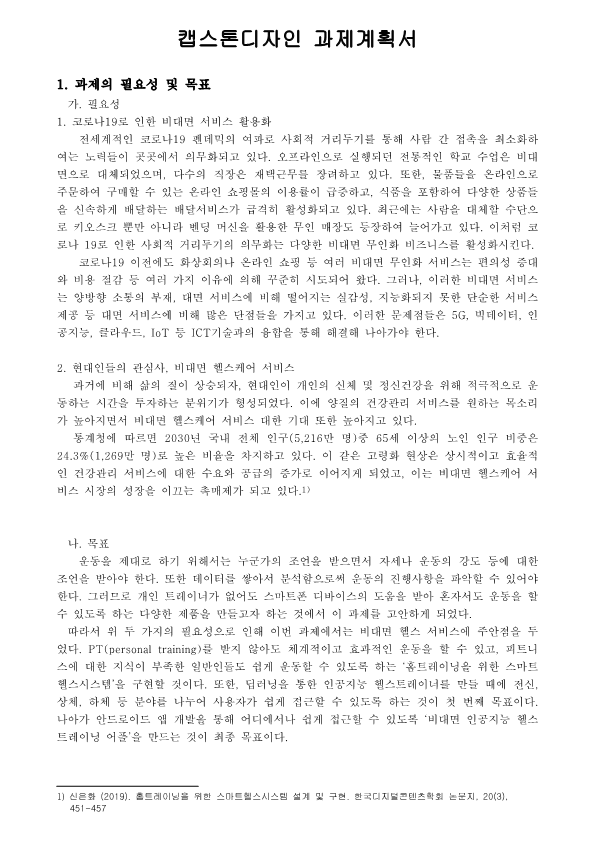 캡스톤디자인 과제계획서
1. 과제의 필요성 및 목표
가. 필요성
1. 코로나19로 인한 비대면 서비스 활용화
전세계적인 코로나19 펜데믹의 여파로 사회적 거리두기를 통해 사람 간 접촉을 최소화하
여는 노력들이 곳곳에서 의무화되고 있다. 오프라인으로 실행되던 전통적인 학교 수업은 비대
면으로 대체되었으며, 다수의 직장은 재택근무를 장려하고 있다. 또한, 물품들을 온라인으로
주문하여 구매할 수 있는 온라인 쇼핑몰의 이용률이 급증하고, 식품을 포함하여 다양한 상품들
을 신속하게 배달하는 배달서비스가 급격히 활성화되고 있다. 최근에는 사람을 대체할 수단으
로 키오스크 뿐만 아니라 벤딩 머신을 활용한 무인 매장도 등장하여 늘어가고 있다. 이처럼 코
로나 19로 인한 사회적 거리두기의 의무화는 다양한 비대면 무인화 비즈니스를 활성화시킨다.
코로나19 이전에도 화상회의나 온라인 쇼핑 등 여러 비대면 무인화 서비스는 편의성 증대
와 비용 절감 등 여러 가지 이유에 의해 꾸준히 시도되어 왔다. 그러나, 이러한 비대면 서비스
는 양방향 소통의 부재, 대면 서비스에 비해 떨어지는 실감성, 지능화되지 못한 단순한 서비스
제공 등 대면 서비스에 비해 많은 단점들을 가지고 있다. 이러한 문제점들은 5G, 빅데이터, 인
공지능, 클라우드, IoT 등 ICT기술과의 융합을 통해 해결해 나아가야 한다.
2. 현대인들의 관심사, 비대면 헬스케어 서비스
과거에 비해 삶의 질이 상승되자, 현대인이 개인의 신체 및 정신건강을 위해 적극적으로 운
동하는 시간을 투자하는 분위기가 형성되었다. 이에 양질의 건강관리 서비스를 원하는 목소리
가 높아지면서 비대면 헬스케어 서비스 대한 기대 또한 높아지고 있다.
통계청에 따르면 2030년 국내 전체 인구(5,216만 명)중 65세 이상의 노인 인구 비중은
24.3%(1,269만 명)로 높은 비율을 차지하고 있다. 이 같은 고령화 현상은 상시적이고 효율적
인 건강관리 서비스에 대한 수요와 공급의 증가로 이어지게 되었고, 이는 비대면 헬스케어 서
비스 시장의 성장을 이끄는 촉매제가 되고 있다.1)
나. 목표
운동을 제대로 하기 위해서는 누군가의 조언을 받으면서 자세나 운동의 강도 등에 대한
조언을 받아야 한다. 또한 데이터를 쌓아서 분석함으로써 운동의 진행사항을 파악할 수 있어야
한다. 그러므로 개인 트레이너가 없어도 스마트폰 디바이스의 도움을 받아 혼자서도 운동을 할
수 있도록 하는 다양한 제품을 만들고자 하는 것에서 이 과제를 고안하게 되었다.
따라서 위 두 가지의 필요성으로 인해 이번 과제에서는 비대면 헬스 서비스에 주안점을 두
었다. PT(personal training)를 받지 않아도 체계적이고 효과적인 운동을 할 수 있고, 피트니
스에 대한 지식이 부족한 일반인들도 쉽게 운동할 수 있도록 하는 '홈트레이닝을 위한 스마트
헬스시스템'을 구현할 것이다. 또한, 딥러닝을 통한 인공지능 헬스트레이너를 만들 때에 전신,
상체, 하체 등 분야를 나누어 사용자가 쉽게 접근할 수 있도록 하는 것이 첫 번째 목표이다.
나아가 안드로이드 앱 개발을 통해 어디에서나 쉽게 접근할 수 있도록 '비대면 인공지능 헬스
트레이닝 어플'을 만드는 것이 최종 목표이다.
1) 신은화 (2019). 홈트레이닝을 위한 스마트헬스시스템 설계 및 구현. 한국디지털콘텐츠학회 논문지, 20(3),
451-457